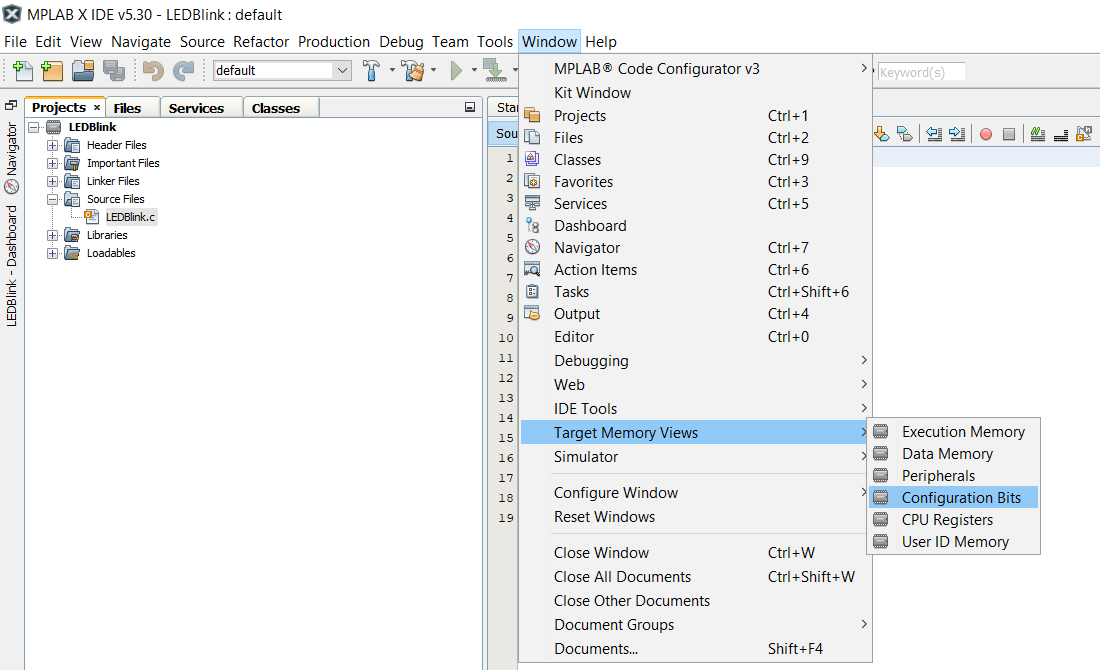 MPLAB X IDE v5.30 - LEDBlink : default
File Edit View Navigate Source Refactor Production Debug Team Tools Window Help
default
Keyword(s)
Projects × Files Services Classes
Navigator
LEDBlink - Dashboard
LEDBlink
Header Files
Important Files
Linker Files
Source Files
LEDBlink.c
Libraries
Loadables
Star
Sou
1
2
3
4
5
6
7
8
9
10
11
12
13
14
15
16
17
18
19
MPLAB® Code Configurator v3
Kit Window
Projects Ctrl+1
Files Ctrl+2
Classes Ctrl+9
Favorites Ctrl+3
Services Ctrl+5
Dashboard
Navigator Ctrl+7
Action Items Ctrl+6
Tasks Ctrl+Shift+6
Output Ctrl+4
Editor Ctrl+0
Debugging
Web
IDE Tools
Target Memory Views
Simulator
Configure Window
Reset Windows
Close Window Ctrl+W
Close All Documents Ctrl+Shift+W
Close Other Documents
Document Groups
Documents... Shift+F4
Execution Memory
Data Memory
Peripherals
Configuration Bits
CPU Registers
User ID Memory